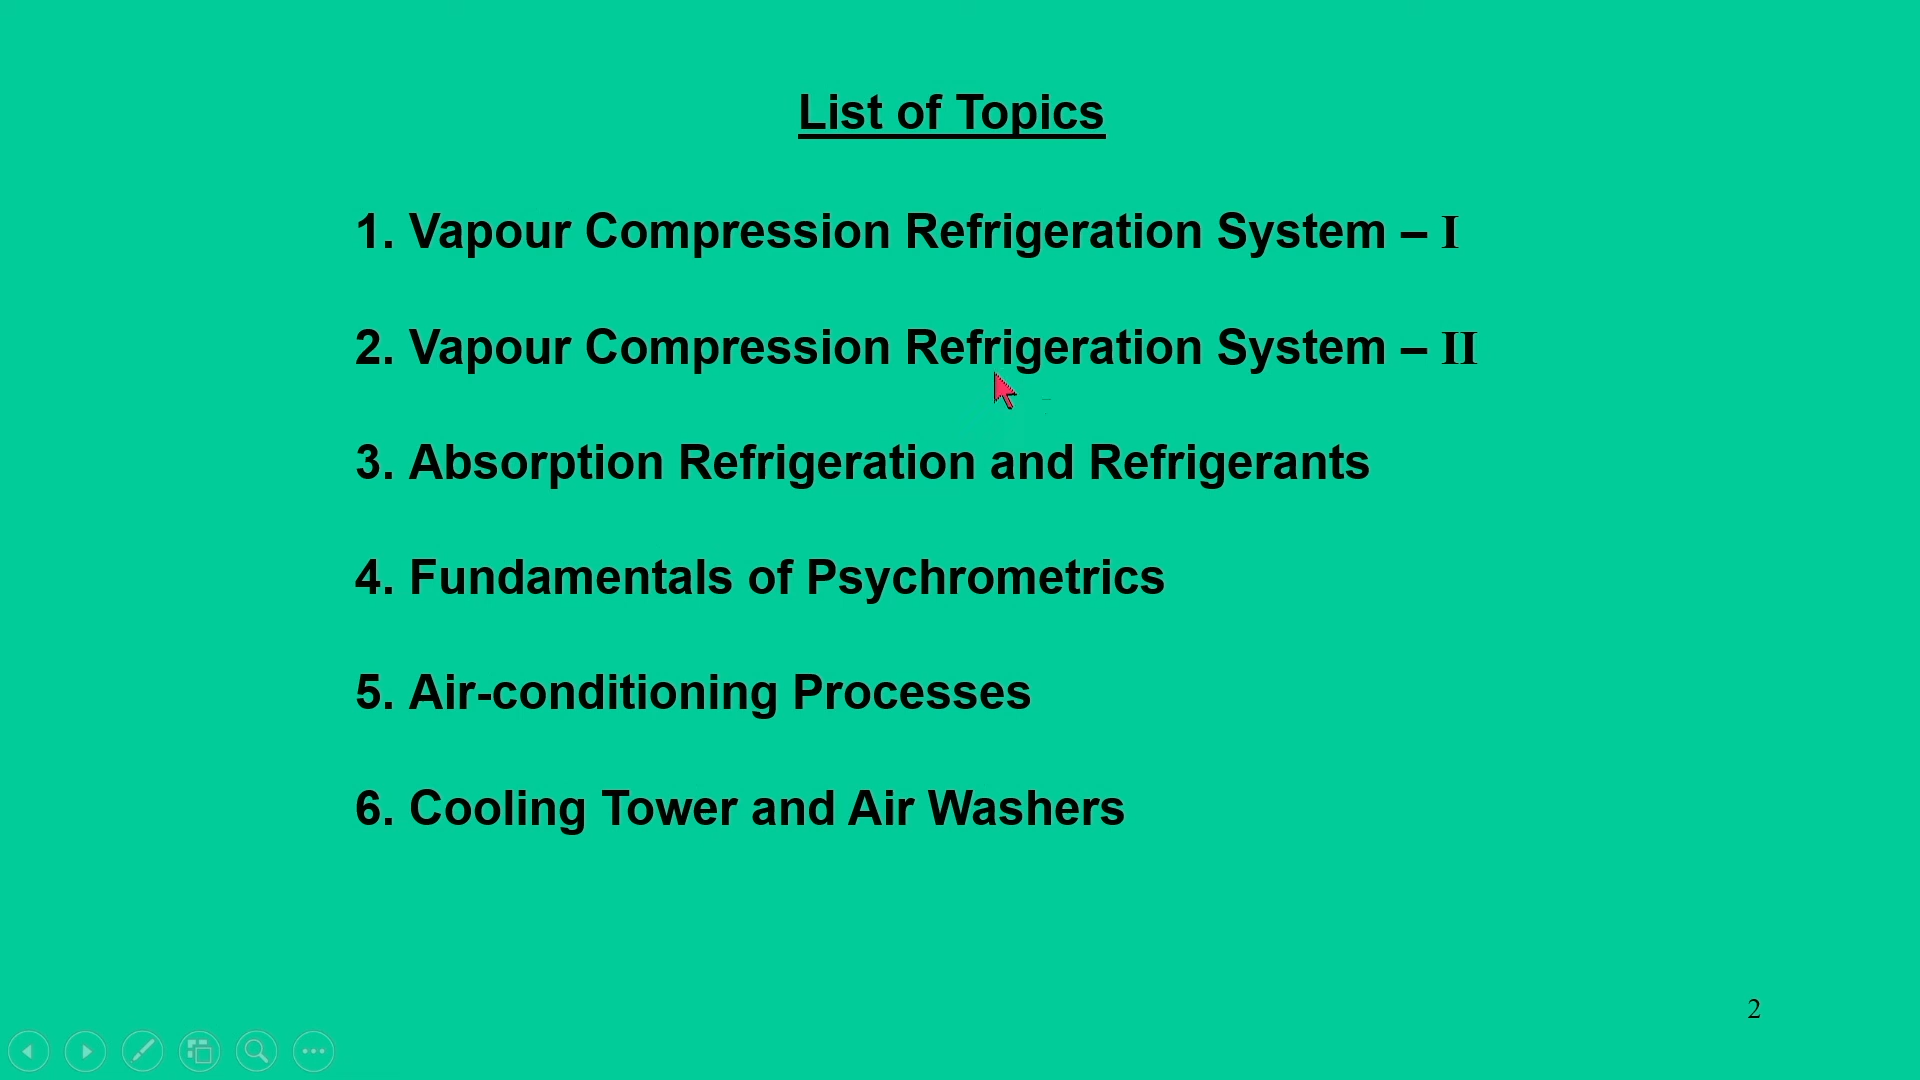 List of Topics
1. Vapour Compression Refrigeration System – I
2. Vapour Compression Refrigeration System – II
3. Absorption Refrigeration and Refrigerants
4. Fundamentals of Psychrometrics
5. Air-conditioning Processes
6. Cooling Tower and Air Washers
2